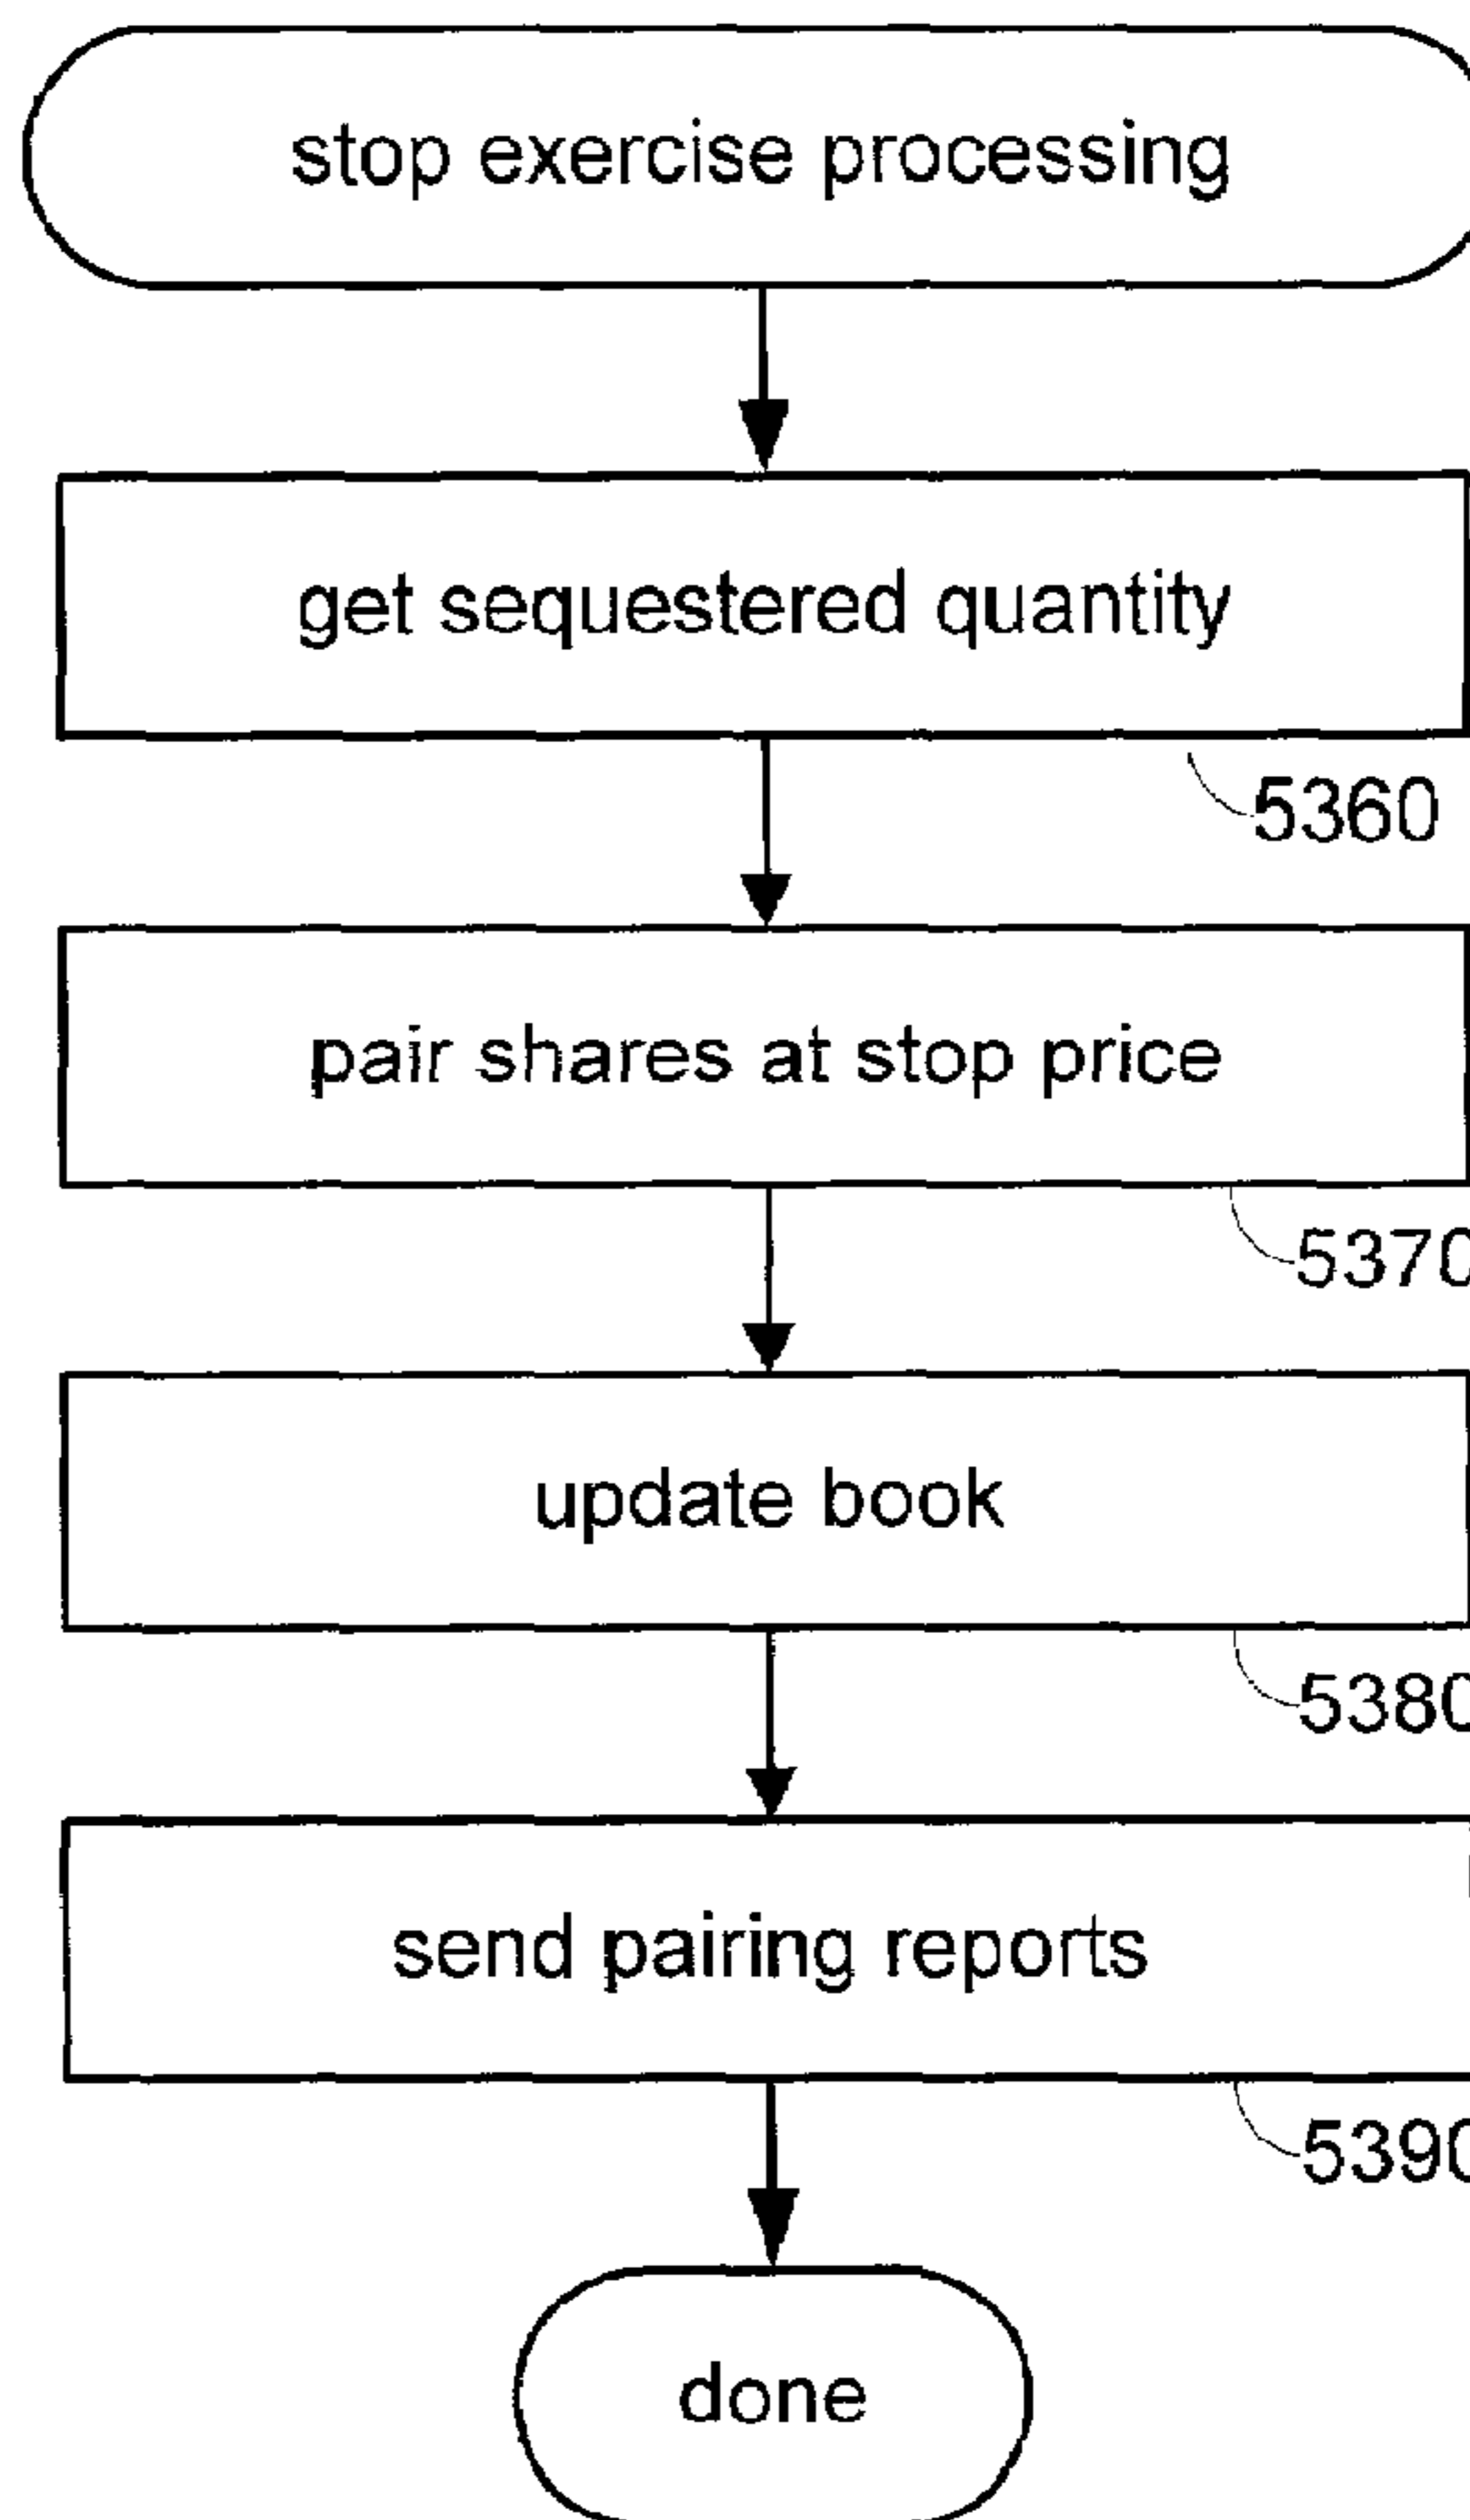 stop exercise processing
get sequestered quantity
5360
pair shares at stop price
5370
update book
5380
send pairing reports
5390
done